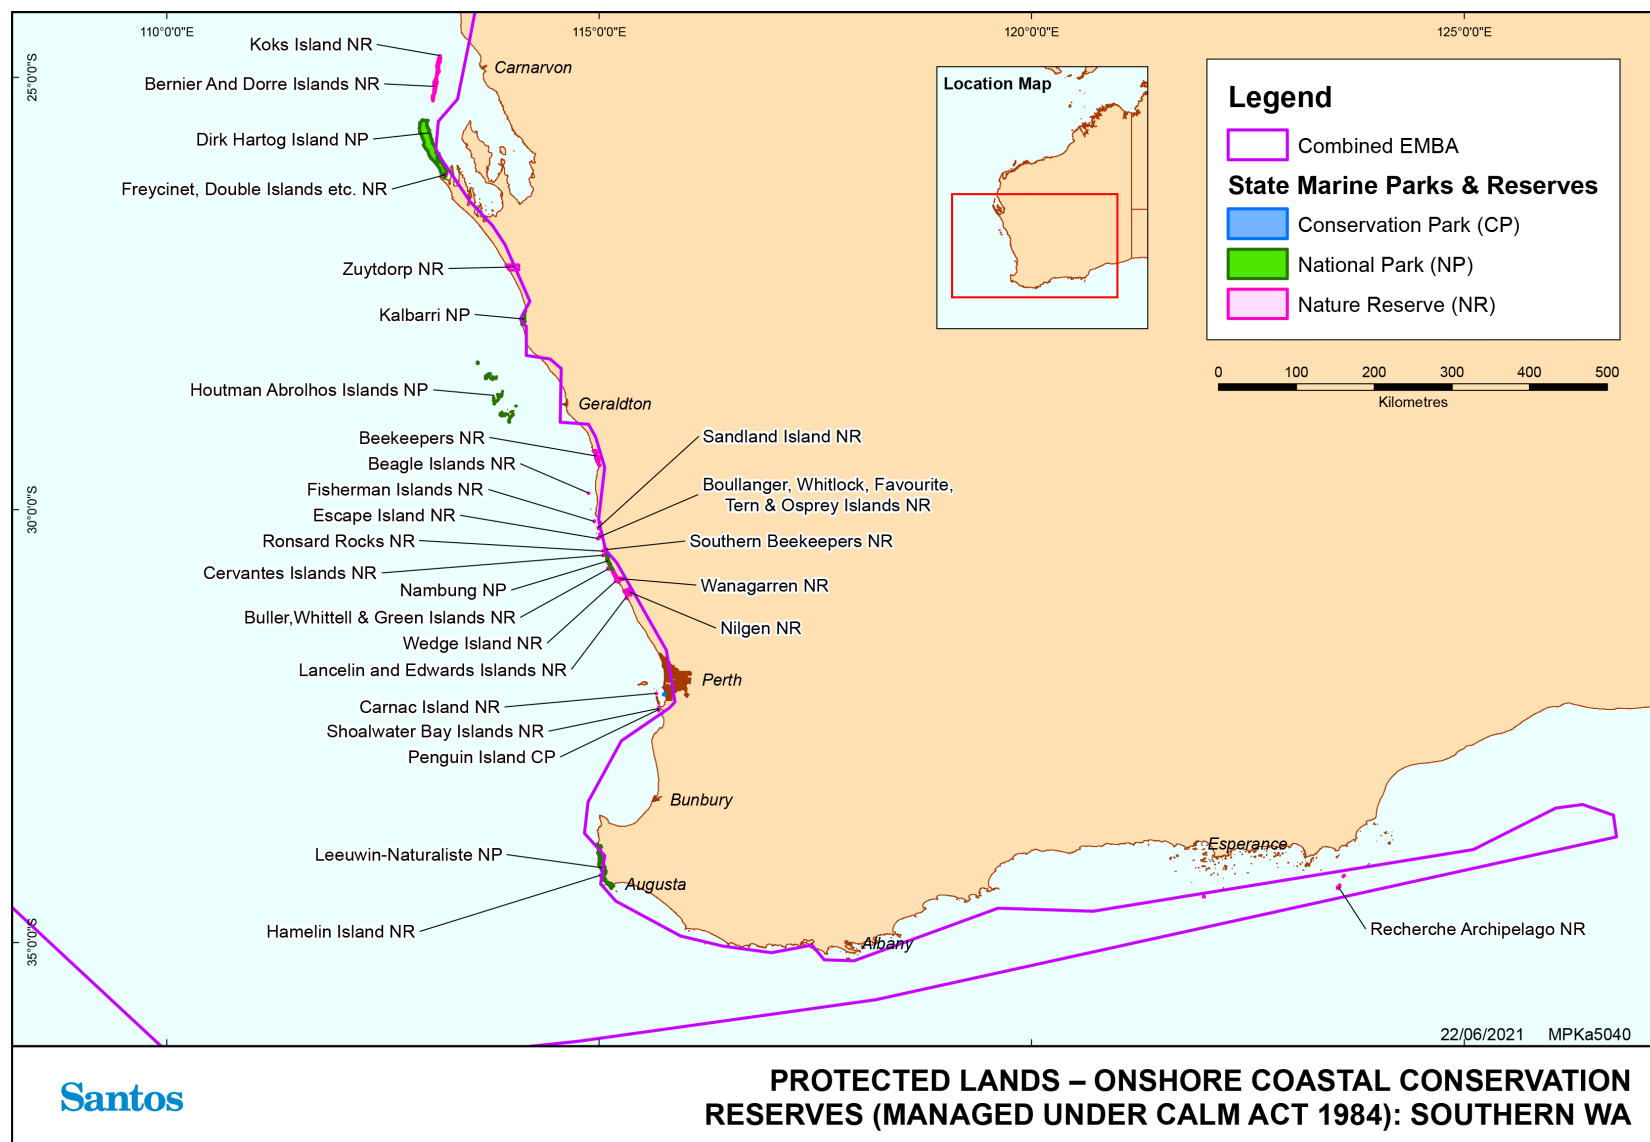 110°0'0"E
115°0'0"E
120°0'0"E
125°0'0"E
25°0'0"S
30°0'0"S
35°0'0"S
Koks Island NR
Bernier And Dorre Islands NR
Dirk Hartog Island NP
Freycinet, Double Islands etc. NR
Zuytdorp NR
Kalbarri NP
Houtman Abrolhos Islands NP
Beekeepers NR
Beagle Islands NR
Fisherman Islands NR
Escape Island NR
Ronsard Rocks NR
Cervantes Islands NR
Nambung NP
Buller,Whittell & Green Islands NR
Wedge Island NR
Lancelin and Edwards Islands NR
Carnac Island NR
Shoalwater Bay Islands NR
Penguin Island CP
Leeuwin-Naturaliste NP
Hamelin Island NR
Carnarvon
Geraldton
Sandland Island NR
Boullanger, Whitlock, Favourite,
Tern & Osprey Islands NR
Southern Beekeepers NR
Wanagarren NR
Nilgen NR
Perth
Bunbury
Augusta
Albany
Esperance
Recherche Archipelago NR
Location Map
Legend
Combined EMBA
State Marine Parks & Reserves
Conservation Park (CP)
National Park (NP)
Nature Reserve (NR)
0 100 200 300 400 500
Kilometres
22/06/2021 MPKa5040
Santos
PROTECTED LANDS – ONSHORE COASTAL CONSERVATION
RESERVES (MANAGED UNDER CALM ACT 1984): SOUTHERN WA